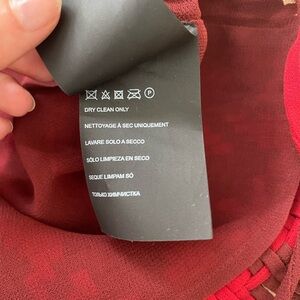 P
DRY CLEAN ONLY
NETTOYAGE À SEC UNIQUEMENT
LAVARE SOLO A SECCO
SÓLO LIMPIEZA EN SECO
SEQUE LIMPAM SÓ
ТОЛЬКО ХИМЧИСТКА